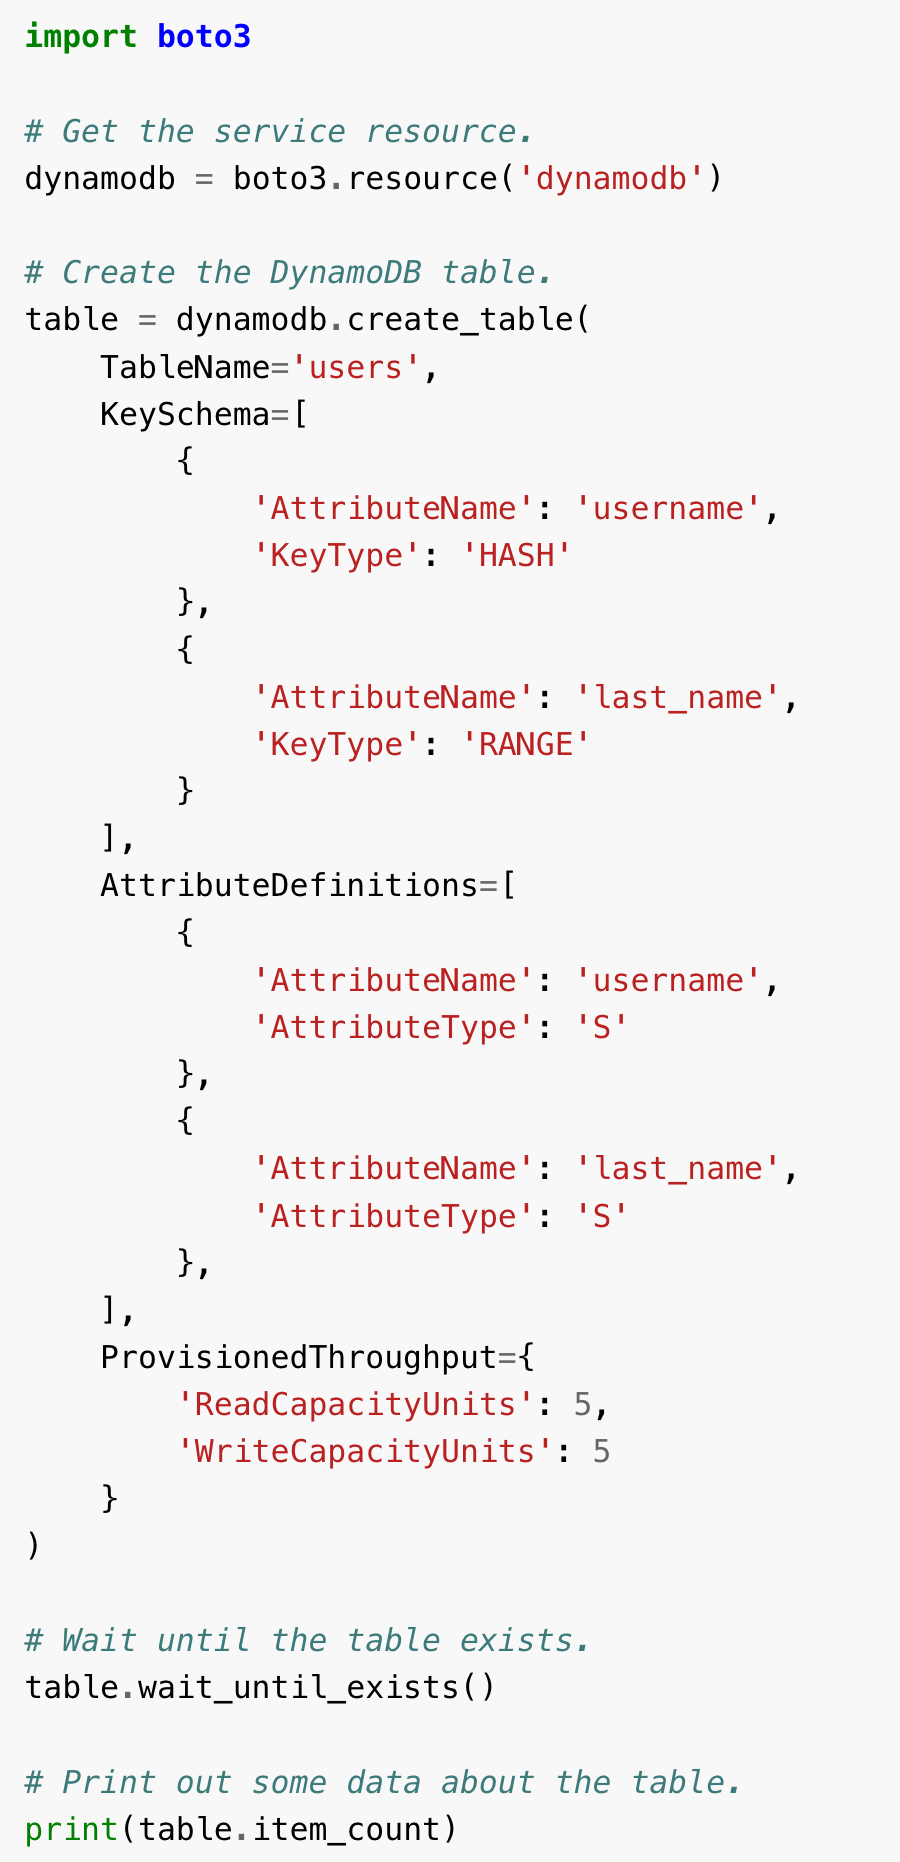 import boto3

# Get the service resource.
dynamodb = boto3.resource('dynamodb')

# Create the DynamoDB table.
table = dynamodb.create_table(
    TableName='users',
    KeySchema=[
        {
            'AttributeName': 'username',
            'KeyType': 'HASH'
        },
        {
            'AttributeName': 'last_name',
            'KeyType': 'RANGE'
        }
    ],
    AttributeDefinitions=[
        {
            'AttributeName': 'username',
            'AttributeType': 'S'
        },
        {
            'AttributeName': 'last_name',
            'AttributeType': 'S'
        },
    ],
    ProvisionedThroughput={
        'ReadCapacityUnits': 5,
        'WriteCapacityUnits': 5
    }
)

# Wait until the table exists.
table.wait_until_exists()

# Print out some data about the table.
print(table.item_count)